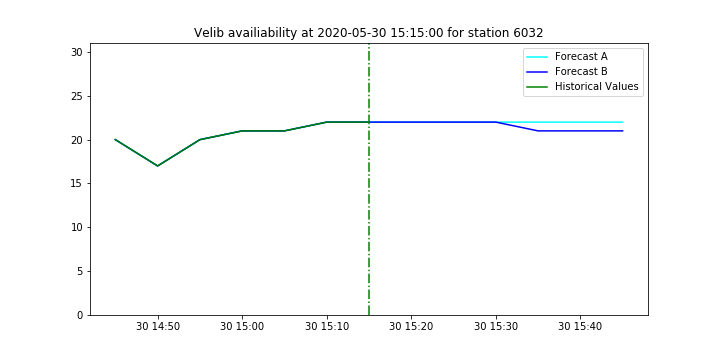 Velib availiability at 2020-05-30 15:15:00 for station 6032
Forecast A
Forecast B
Historical Values
30
25
20
15
10
5
0
30 14:50 30 15:00 30 15:10 30 15:20 30 15:30 30 15:40